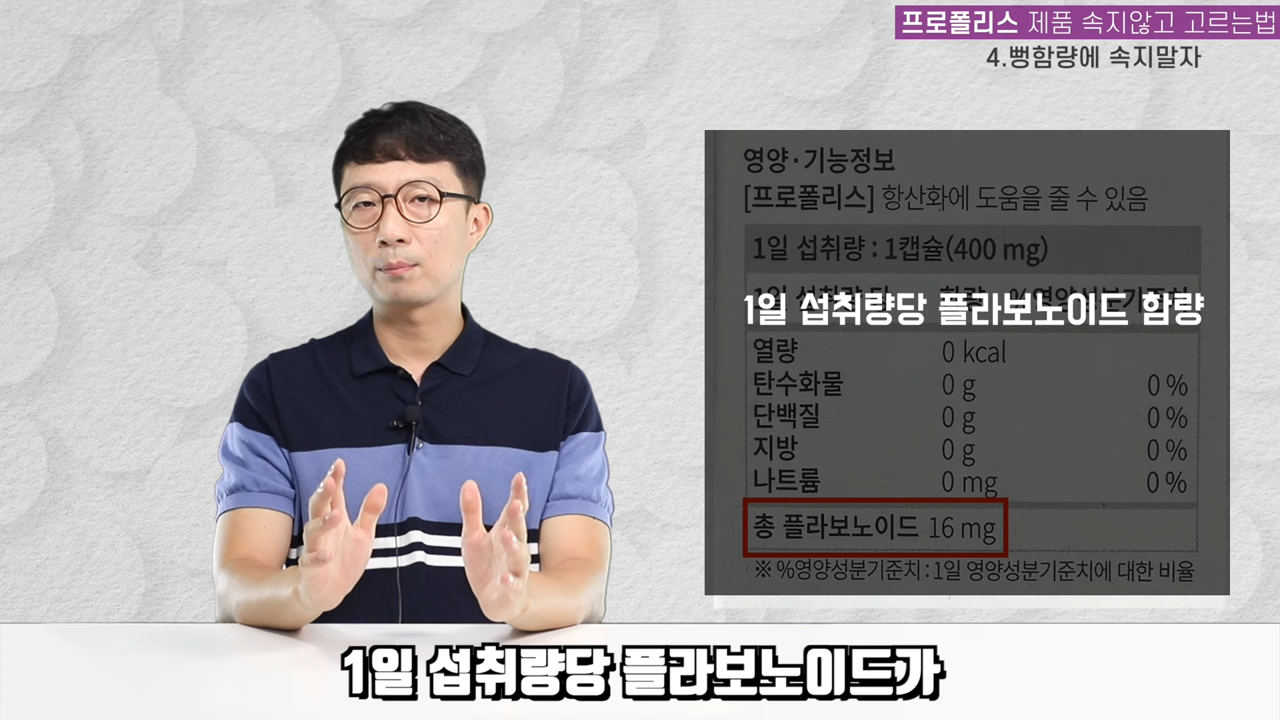 프로폴리스 제품 속지않고 고르는법
4.뻥함량에 속지말자
영양·기능정보
[프로폴리스] 항산화에 도움을 줄 수 있음
1일 섭취량 : 1캡슐(400 mg)
1일 섭취량당 플라보노이드 함량
열량 0 kcal
탄수화물 0 g 0 %
단백질 0 g 0 %
지방 0 g 0 %
나트륨 0 mg 0 %
총 플라보노이드 16 mg
※ %영양성분기준치 : 1일 영양성분기준치에 대한 비율
1일 섭취량당 플라보노이드가